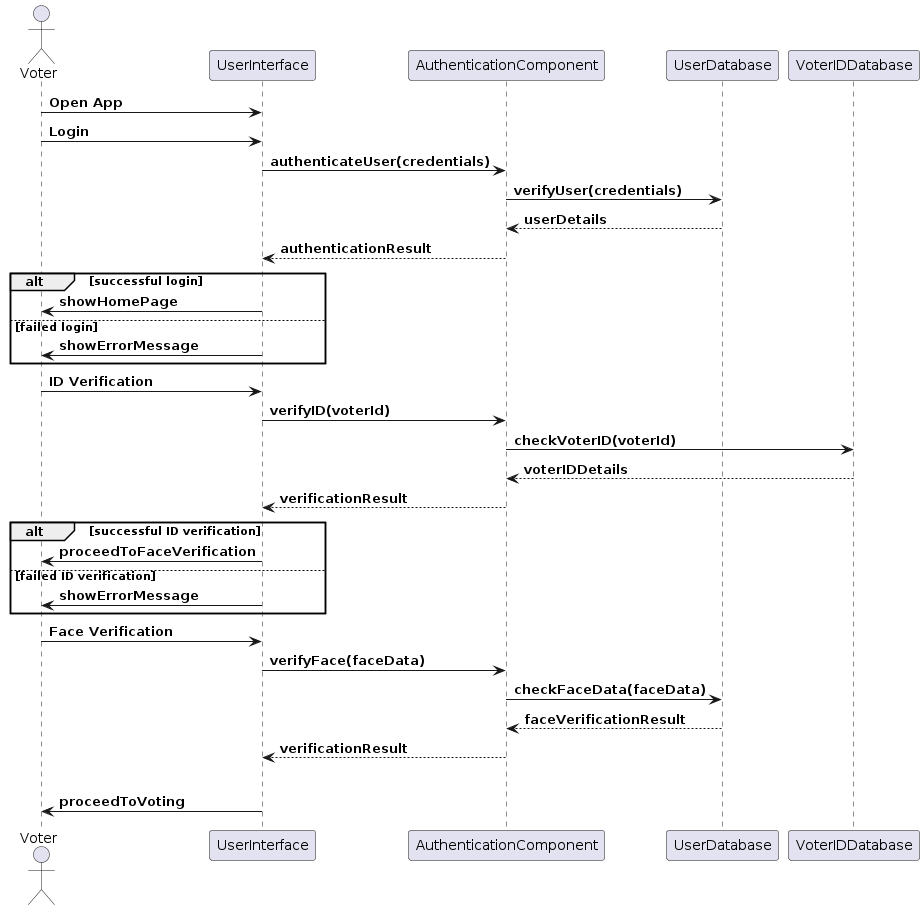 Voter
UserInterface
AuthenticationComponent
UserDatabase
VoterIDDatabase
Open App
Login
authenticateUser(credentials)
verifyUser(credentials)
userDetails
authenticationResult
alt [successful login]
showHomePage
[failed login]
showErrorMessage
ID Verification
verifyID(voterId)
checkVoterID(voterId)
voterIDDetails
verificationResult
alt [successful ID verification]
proceedToFaceVerification
[failed ID verification]
showErrorMessage
Face Verification
verifyFace(faceData)
checkFaceData(faceData)
faceVerificationResult
verificationResult
proceedToVoting
Voter
UserInterface
AuthenticationComponent
UserDatabase
VoterIDDatabase